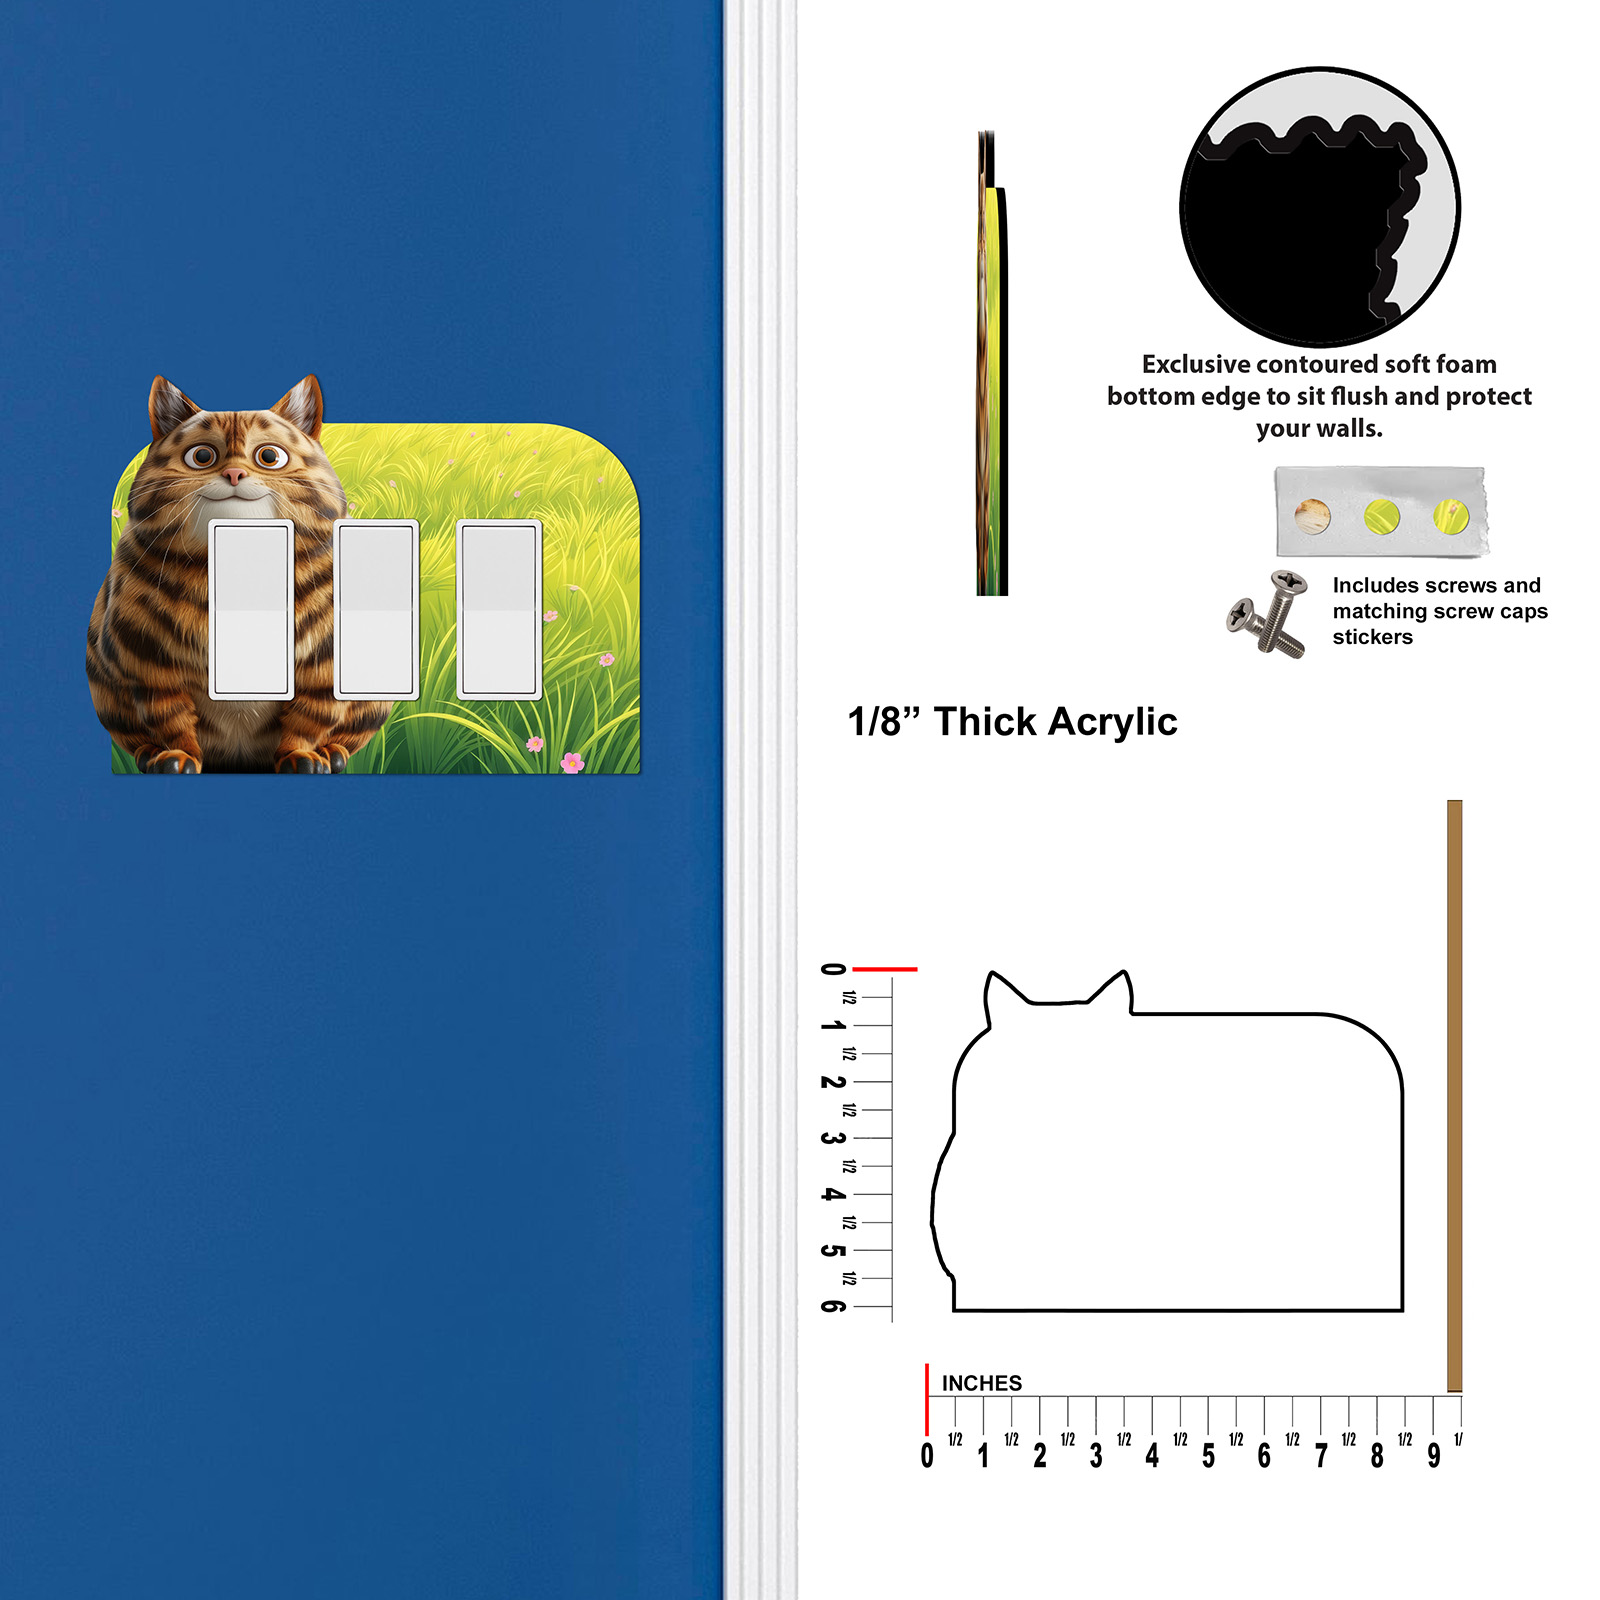 Exclusive contoured soft foam
bottom edge to sit flush and protect
your walls.
Includes screws and
matching screw caps
stickers
1/8” Thick Acrylic
0
1/2
1
1/2
2
1/2
3
1/2
4
1/2
5
1/2
6
INCHES
0 1/2 1 1/2 2 1/2 3 1/2 4 1/2 5 1/2 6 1/2 7 1/2 8 1/2 9 1/